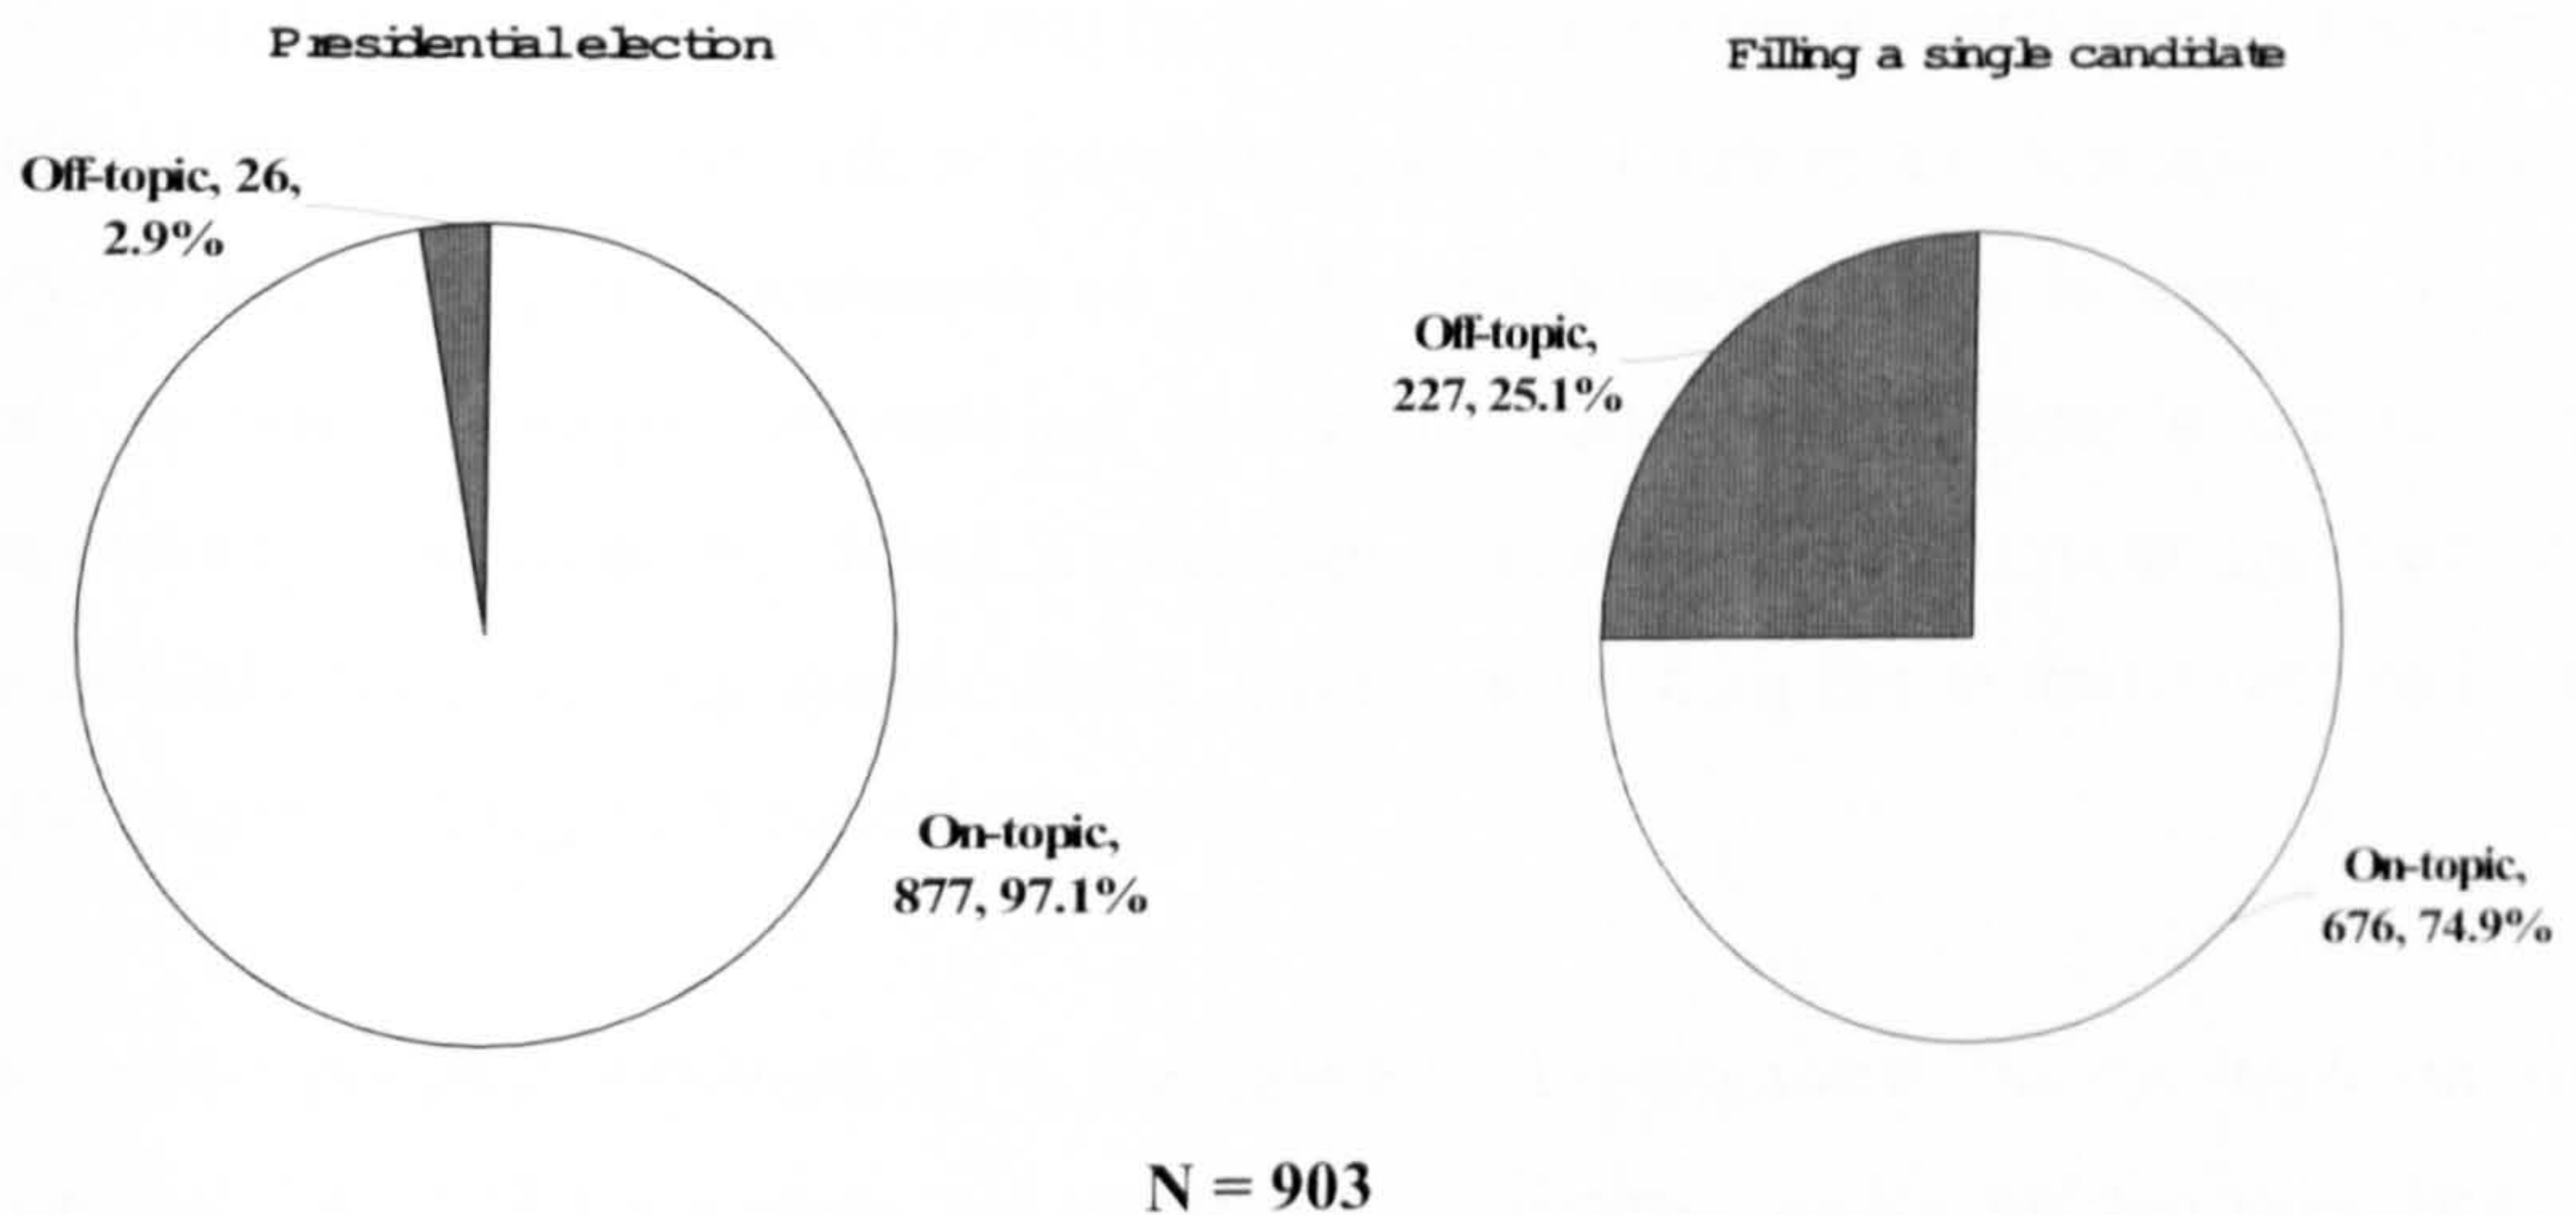 Presidential election
Off-topic, 26,
2.9%
On-topic,
877, 97.1%
Filling a single candidate
Off-topic,
227, 25.1%
On-topic,
676, 74.9%
N = 903